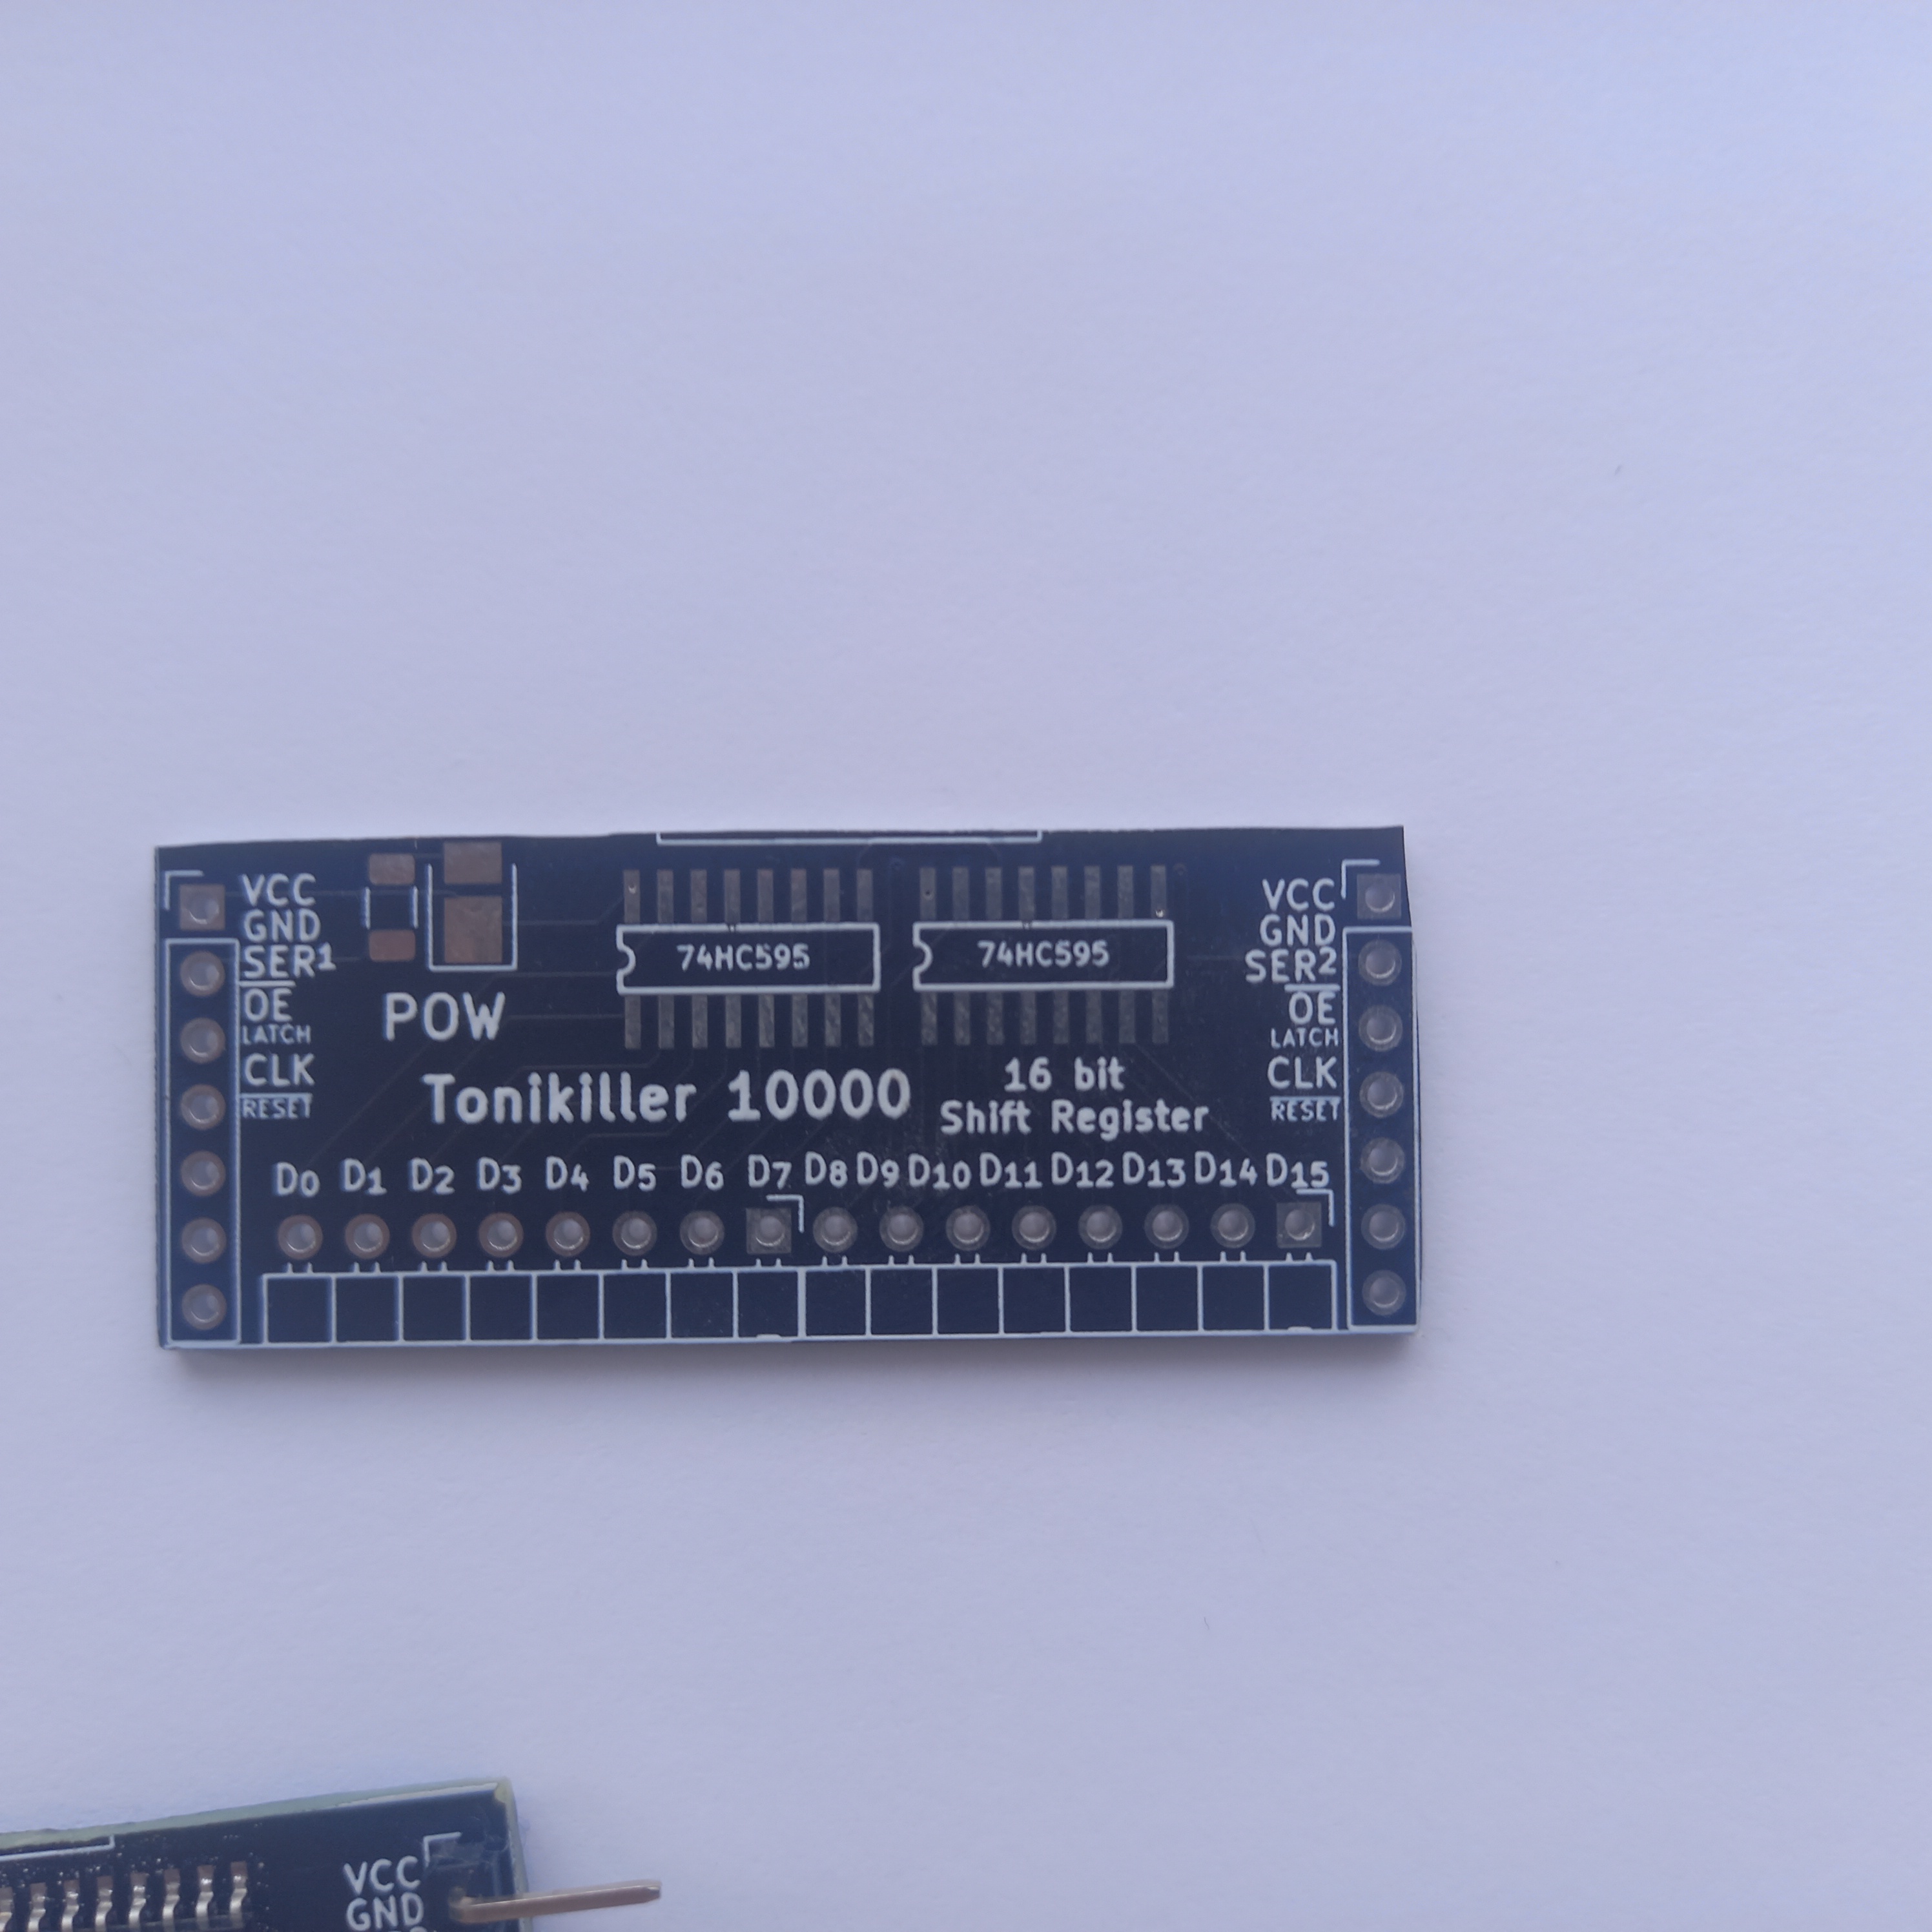 VCC
GND
SER1
OE
LATCH
CLK
RESET
POW
Tonikiller 10000
16 bit
Shift Register
74HC595
74HC595
D0 D1 D2 D3 D4 D5 D6 D7 D8 D9 D10 D11 D12 D13 D14 D15
VCC
GND
SER2
OE
LATCH
CLK
RESET
VCC
GND